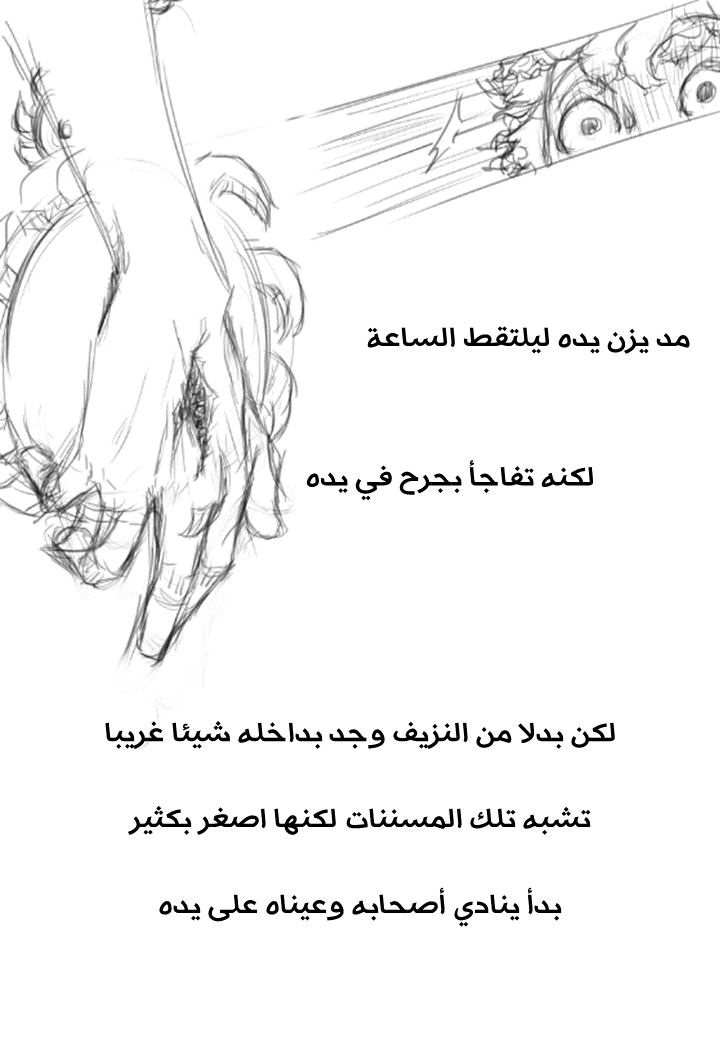 مد يزن يده ليلتقط الساعة
لكنه تفاجأ بجرح في يده
لكن بدلا من النزيف وجد بداخله شيئا غريبا
تشبه تلك المسننات لكنها اصغر بكثير
بدأ ينادي أصحابه وعيناه على يده